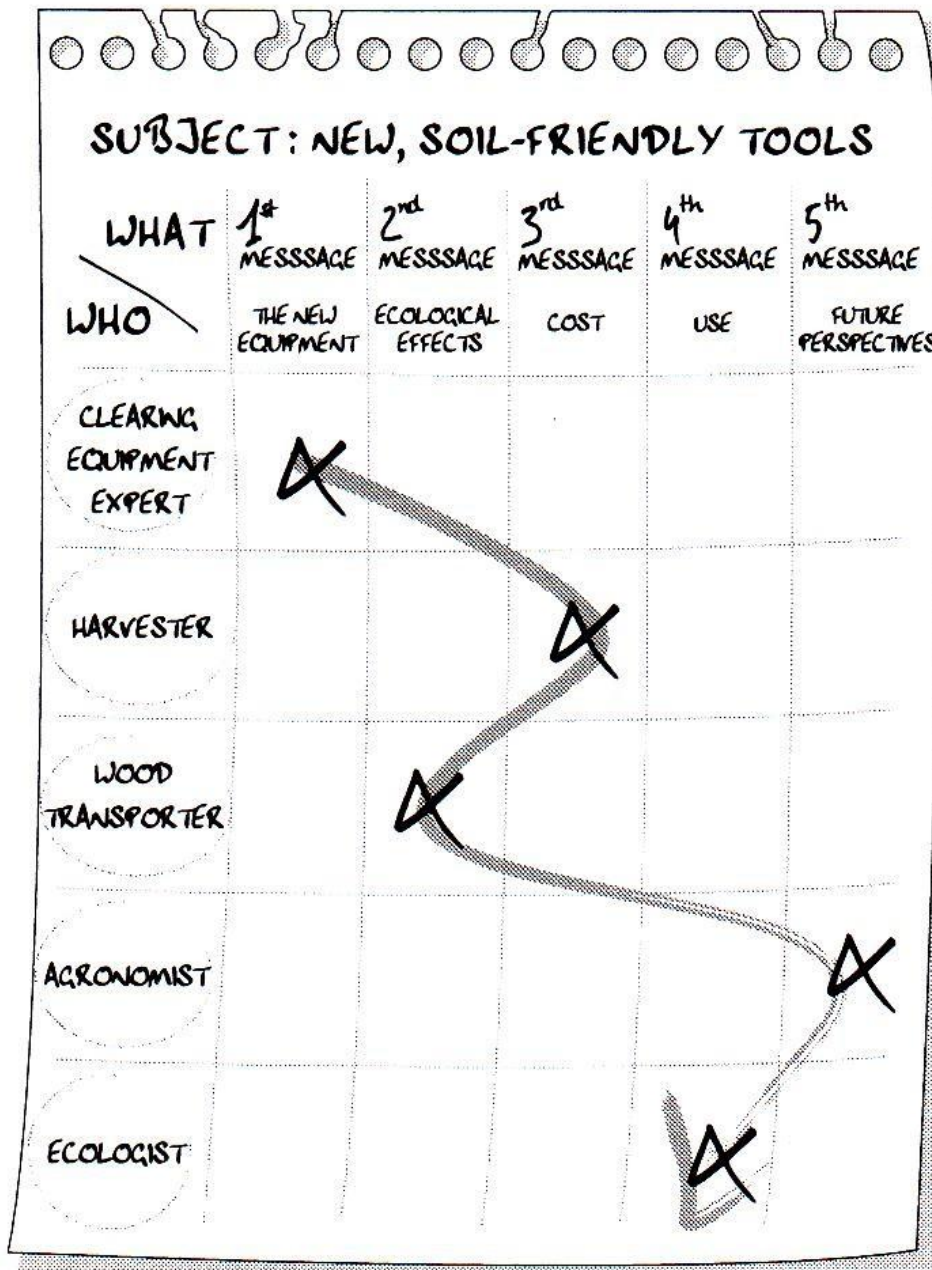 SUBJECT: NEW, SOIL-FRIENDLY TOOLS
WHAT
WHO
1st
MESSSAGE
THE NEW
EQUIPMENT
2nd
MESSSAGE
ECOLOGICAL
EFFECTS
3rd
MESSSAGE
COST
4th
MESSSAGE
USE
5th
MESSSAGE
FUTURE
PERSPECTIVES
CLEARING
EQUIPMENT
EXPERT
HARVESTER
WOOD
TRANSPORTER
AGRONOMIST
ECOLOGIST